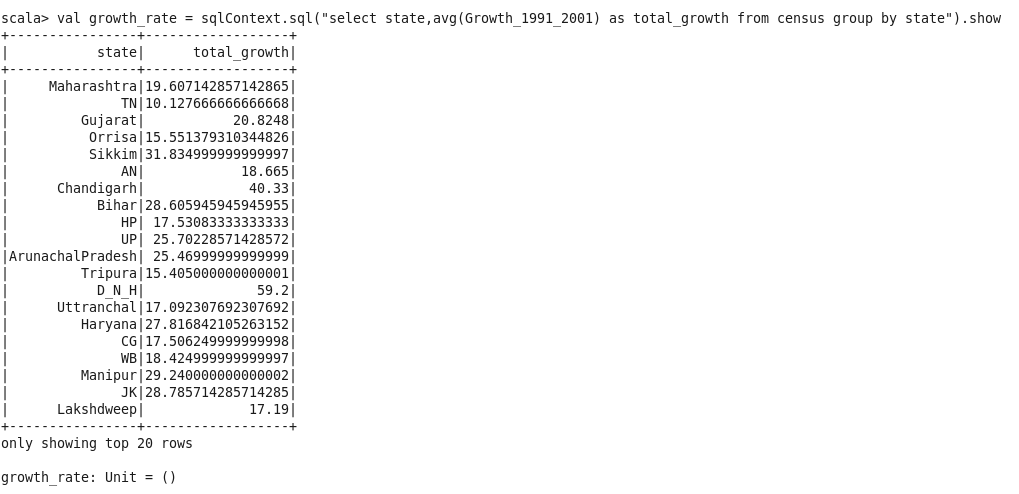 scala> val growth_rate = sqlContext.sql("select state,avg(Growth_1991_2001) as total_growth from census group by state").show
+----------------+------------------+
|           state|      total_growth|
+----------------+------------------+
|     Maharashtra|19.607142857142865|
|              TN|10.127666666666668|
|         Gujarat|           20.8248|
|          Orrisa|15.551379310344826|
|          Sikkim|31.834999999999997|
|              AN|            18.665|
|      Chandigarh|             40.33|
|           Bihar|28.605945945945955|
|              HP| 17.53083333333333|
|              UP| 25.70228571428572|
|ArunachalPradesh| 25.46999999999999|
|         Tripura|15.405000000000001|
|           D_N_H|              59.2|
|      Uttranchal|17.092307692307692|
|         Haryana|27.816842105263152|
|              CG|17.506249999999998|
|              WB|18.424999999999997|
|         Manipur|29.240000000000002|
|              JK|28.785714285714285|
|      Lakshdweep|             17.19|
+----------------+------------------+
only showing top 20 rows
growth_rate: Unit = ()